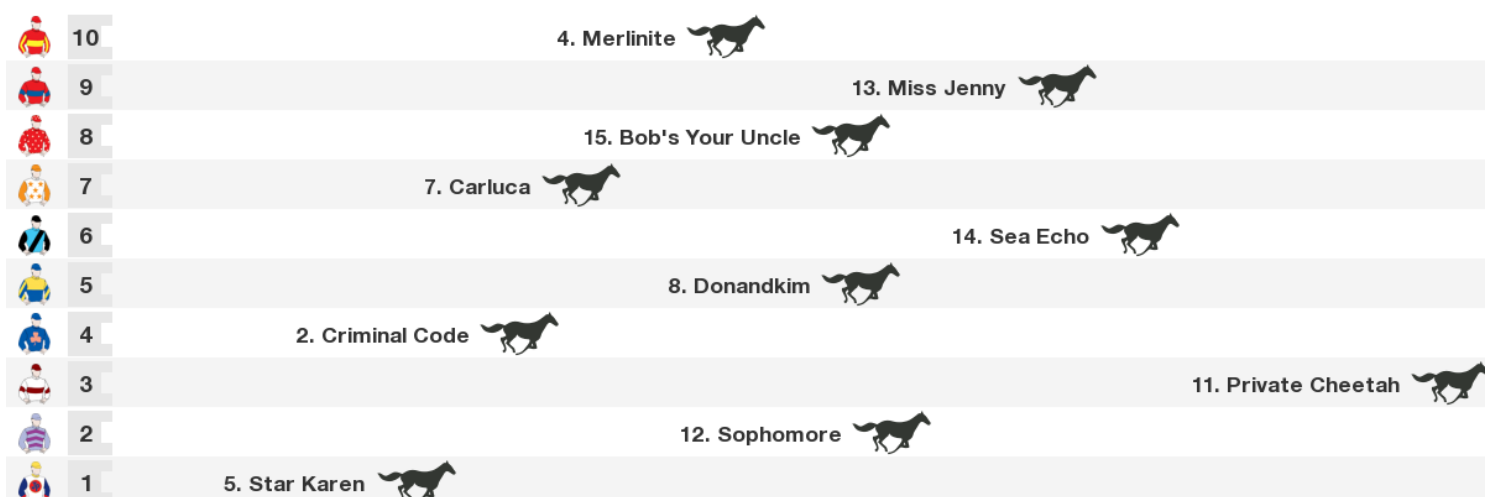 10 4. Merlinite
9 13. Miss Jenny
8 15. Bob's Your Uncle
7 7. Carluca
6 14. Sea Echo
5 8. Donandkim
4 2. Criminal Code
3 11. Private Cheetah
2 12. Sophomore
1 5. Star Karen